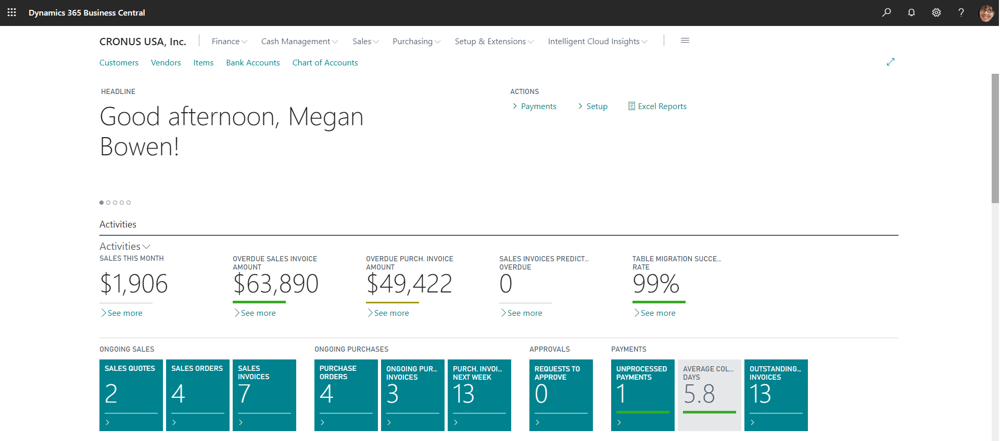 Dynamics 365 Business Central
CRONUS USA, Inc.
Finance
Cash Management
Sales
Purchasing
Setup & Extensions
Intelligent Cloud Insights
Customers
Vendors
Items
Bank Accounts
Chart of Accounts
HEADLINE
Good afternoon, Megan
Bowen!
ACTIONS
Payments
Setup
Excel Reports
Activities
Activities
SALES THIS MONTH
$1,906
See more
OVERDUE SALES INVOICE
AMOUNT
$63,890
See more
OVERDUE PURCH. INVOICE
AMOUNT
$49,422
See more
SALES INVOICES PREDICT...
OVERDUE
0
See more
TABLE MIGRATION SUCCE...
RATE
99%
See more
ONGOING SALES
SALES QUOTES
2
SALES ORDERS
4
SALES
INVOICES
7
ONGOING PURCHASES
PURCHASE
ORDERS
4
ONGOING PUR...
INVOICES
3
PURCH. INVOI...
NEXT WEEK
13
APPROVALS
REQUESTS TO
APPROVE
0
PAYMENTS
UNPROCESSED
PAYMENTS
1
AVERAGE COL...
DAYS
5.8
OUTSTANDING...
INVOICES
13